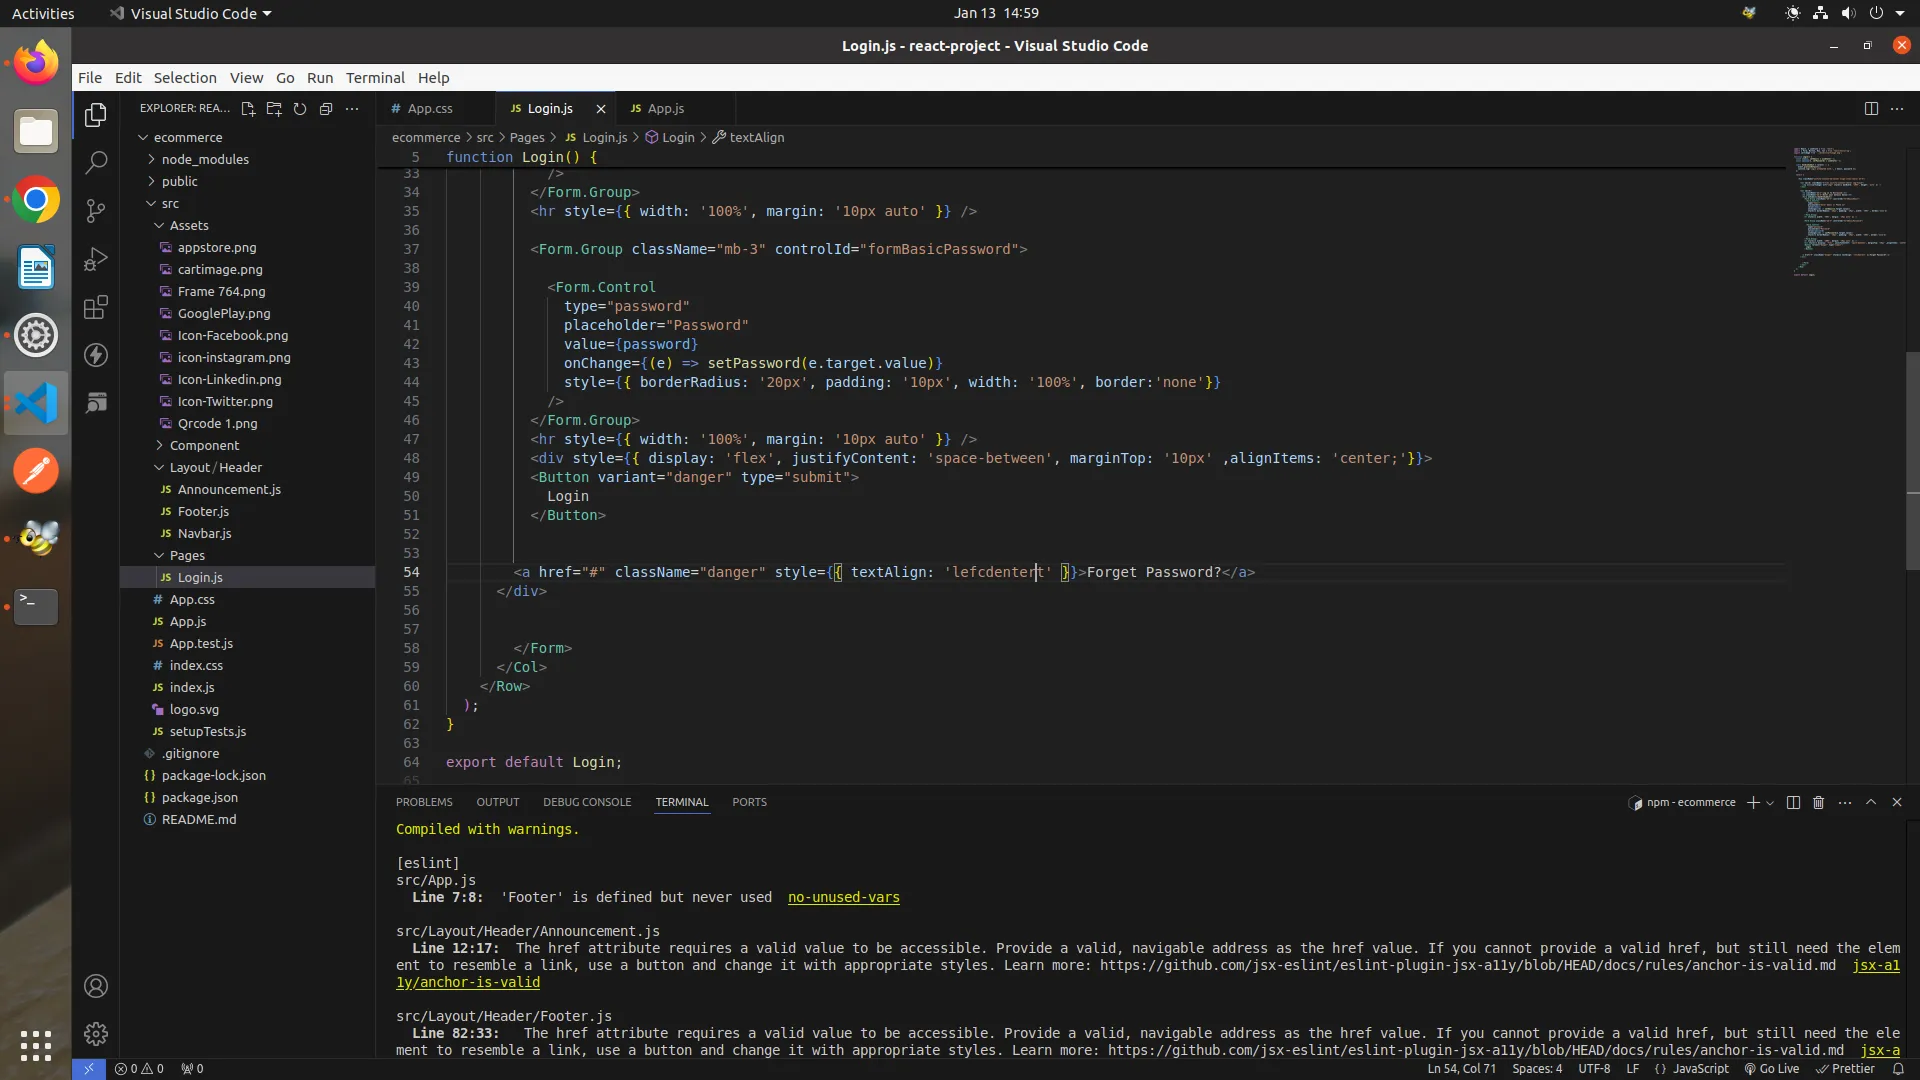 Activities
Visual Studio Code
Jan 13 14:59
Login.js - react-project - Visual Studio Code
File Edit Selection View Go Run Terminal Help
EXPLORER: REA...
ecommerce
node_modules
public
src
Assets
appstore.png
cartimage.png
Frame 764.png
GooglePlay.png
Icon-Facebook.png
icon-instagram.png
Icon-Linkedin.png
Icon-Twitter.png
Qrcode 1.png
Component
Layout / Header
JS Announcement.js
JS Footer.js
JS Navbar.js
Pages
JS Login.js
# App.css
JS App.js
JS App.test.js
# index.css
JS index.js
logo.svg
JS setupTests.js
.gitignore
{} package-lock.json
{} package.json
README.md
# App.css
JS Login.js
JS App.js
ecommerce > src > Pages > JS Login.js > Login > textAlign
5 function Login() {
33 />
34 </Form.Group>
35 <hr style={{ width: '100%', margin: '10px auto' }} />
36
37 <Form.Group className="mb-3" controlId="formBasicPassword">
38
39 <Form.Control
40 type="password"
41 placeholder="Password"
42 value={password}
43 onChange={(e) => setPassword(e.target.value)}
44 style={{ borderRadius: '20px', padding: '10px', width: '100%', border:'none'}}
45 />
46 </Form.Group>
47 <hr style={{ width: '100%', margin: '10px auto' }} />
48 <div style={{ display: 'flex', justifyContent: 'space-between', marginTop: '10px' ,alignItems: 'center;'}}>
49 <Button variant="danger" type="submit">
50 Login
51 </Button>
52
53
54 <a href="#" className="danger" style={{ textAlign: 'lefcdentert' }}>Forget Password?</a>
55 </div>
56
57
58 </Form>
59 </Col>
60 </Row>
61 );
62 }
63
64 export default Login;
65
PROBLEMS OUTPUT DEBUG CONSOLE TERMINAL PORTS
npm - ecommerce
Compiled with warnings.
[eslint]
src/App.js
Line 7:8: 'Footer' is defined but never used no-unused-vars
src/Layout/Header/Announcement.js
Line 12:17: The href attribute requires a valid value to be accessible. Provide a valid, navigable address as the href value. If you cannot provide a valid href, but still need the elem
ent to resemble a link, use a button and change it with appropriate styles. Learn more: https://github.com/jsx-eslint/eslint-plugin-jsx-a11y/blob/HEAD/docs/rules/anchor-is-valid.md jsx-a1
1y/anchor-is-valid
src/Layout/Header/Footer.js
Line 82:33: The href attribute requires a valid value to be accessible. Provide a valid, navigable address as the href value. If you cannot provide a valid href, but still need the ele
ment to resemble a link, use a button and change it with appropriate styles. Learn more: https://github.com/jsx-eslint/eslint-plugin-jsx-a11y/blob/HEAD/docs/rules/anchor-is-valid.md jsx-a
0 0 0
Ln 54, Col 71 Spaces: 4 UTF-8 LF {} JavaScript Go Live Prettier